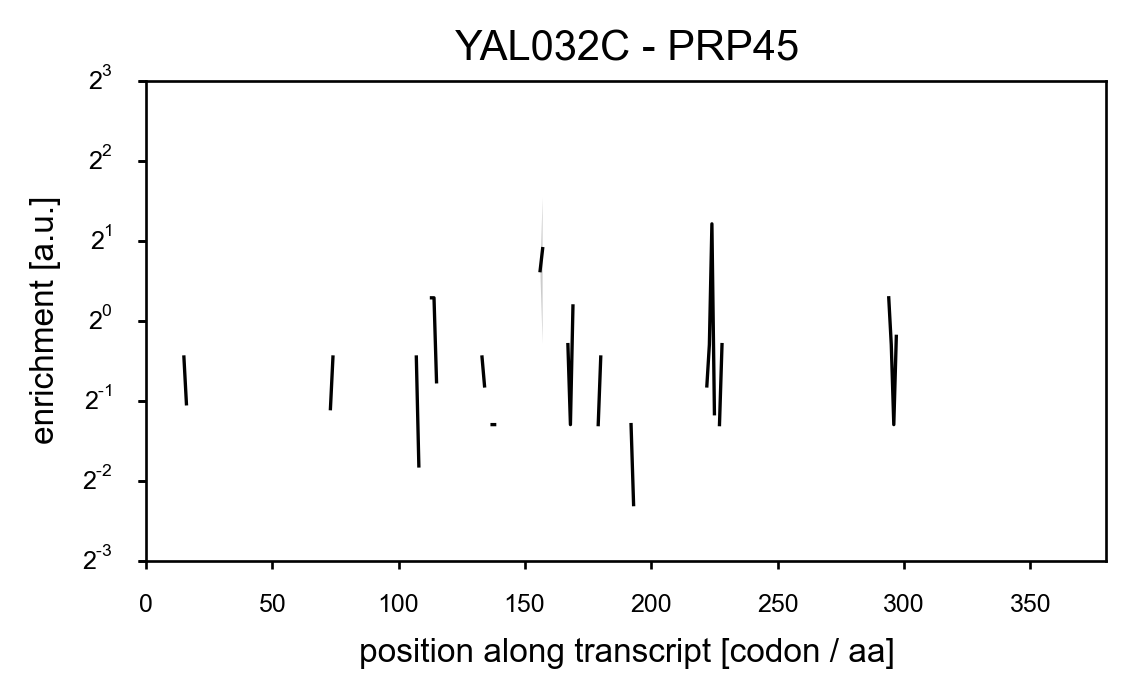 YAL032C - PRP45
enrichment [a.u.]
2^3
2^2
2^1
2^0
2^-1
2^-2
2^-3
0 50 100 150 200 250 300 350
position along transcript [codon / aa]